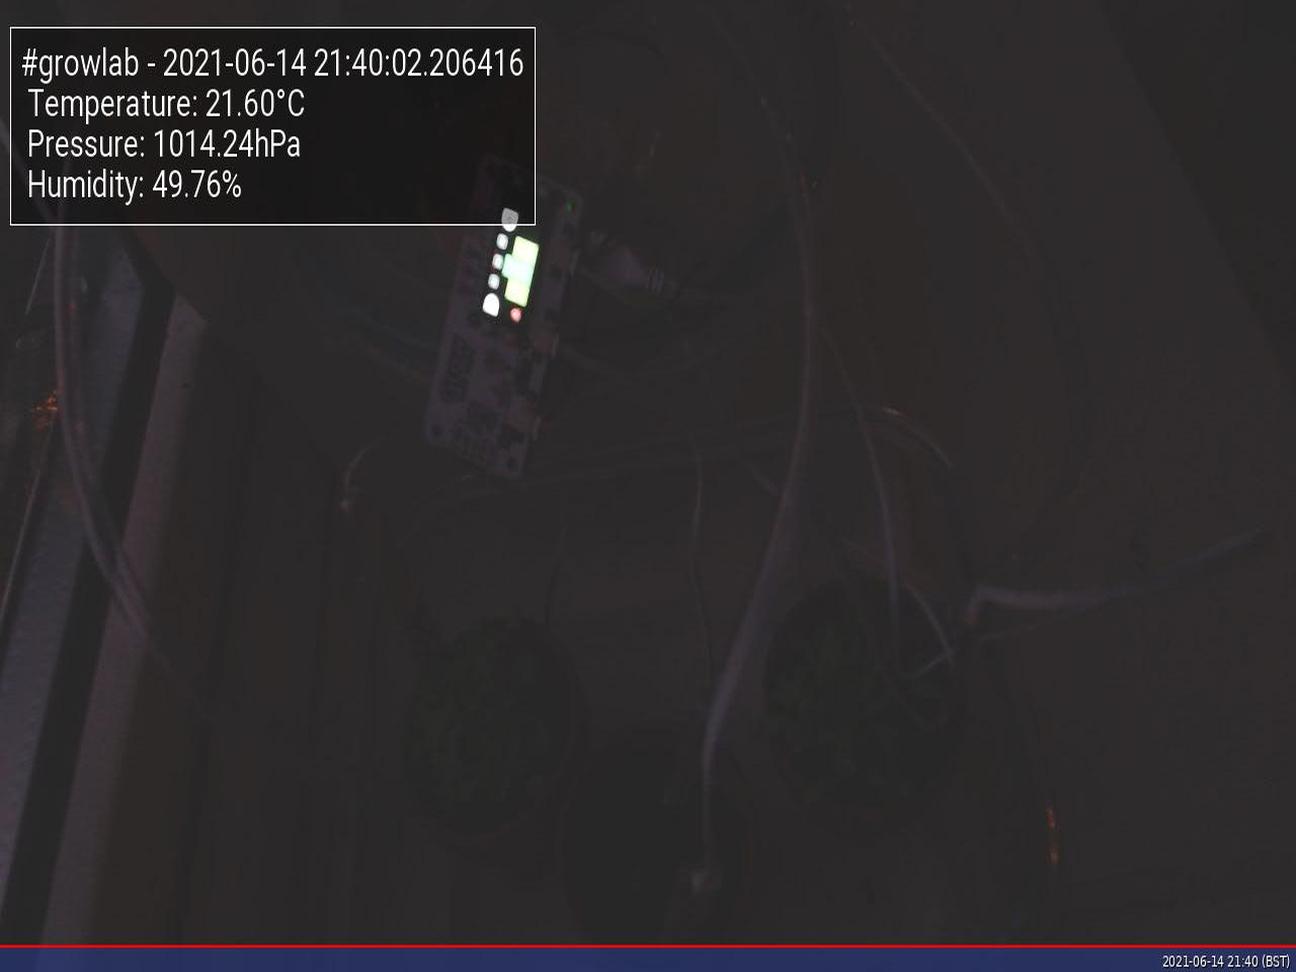 #growlab - 2021-06-14 21:40:02.206416
Temperature: 21.60°C
Pressure: 1014.24hPa
Humidity: 49.76%
2021-06-14 21:40 (BST)